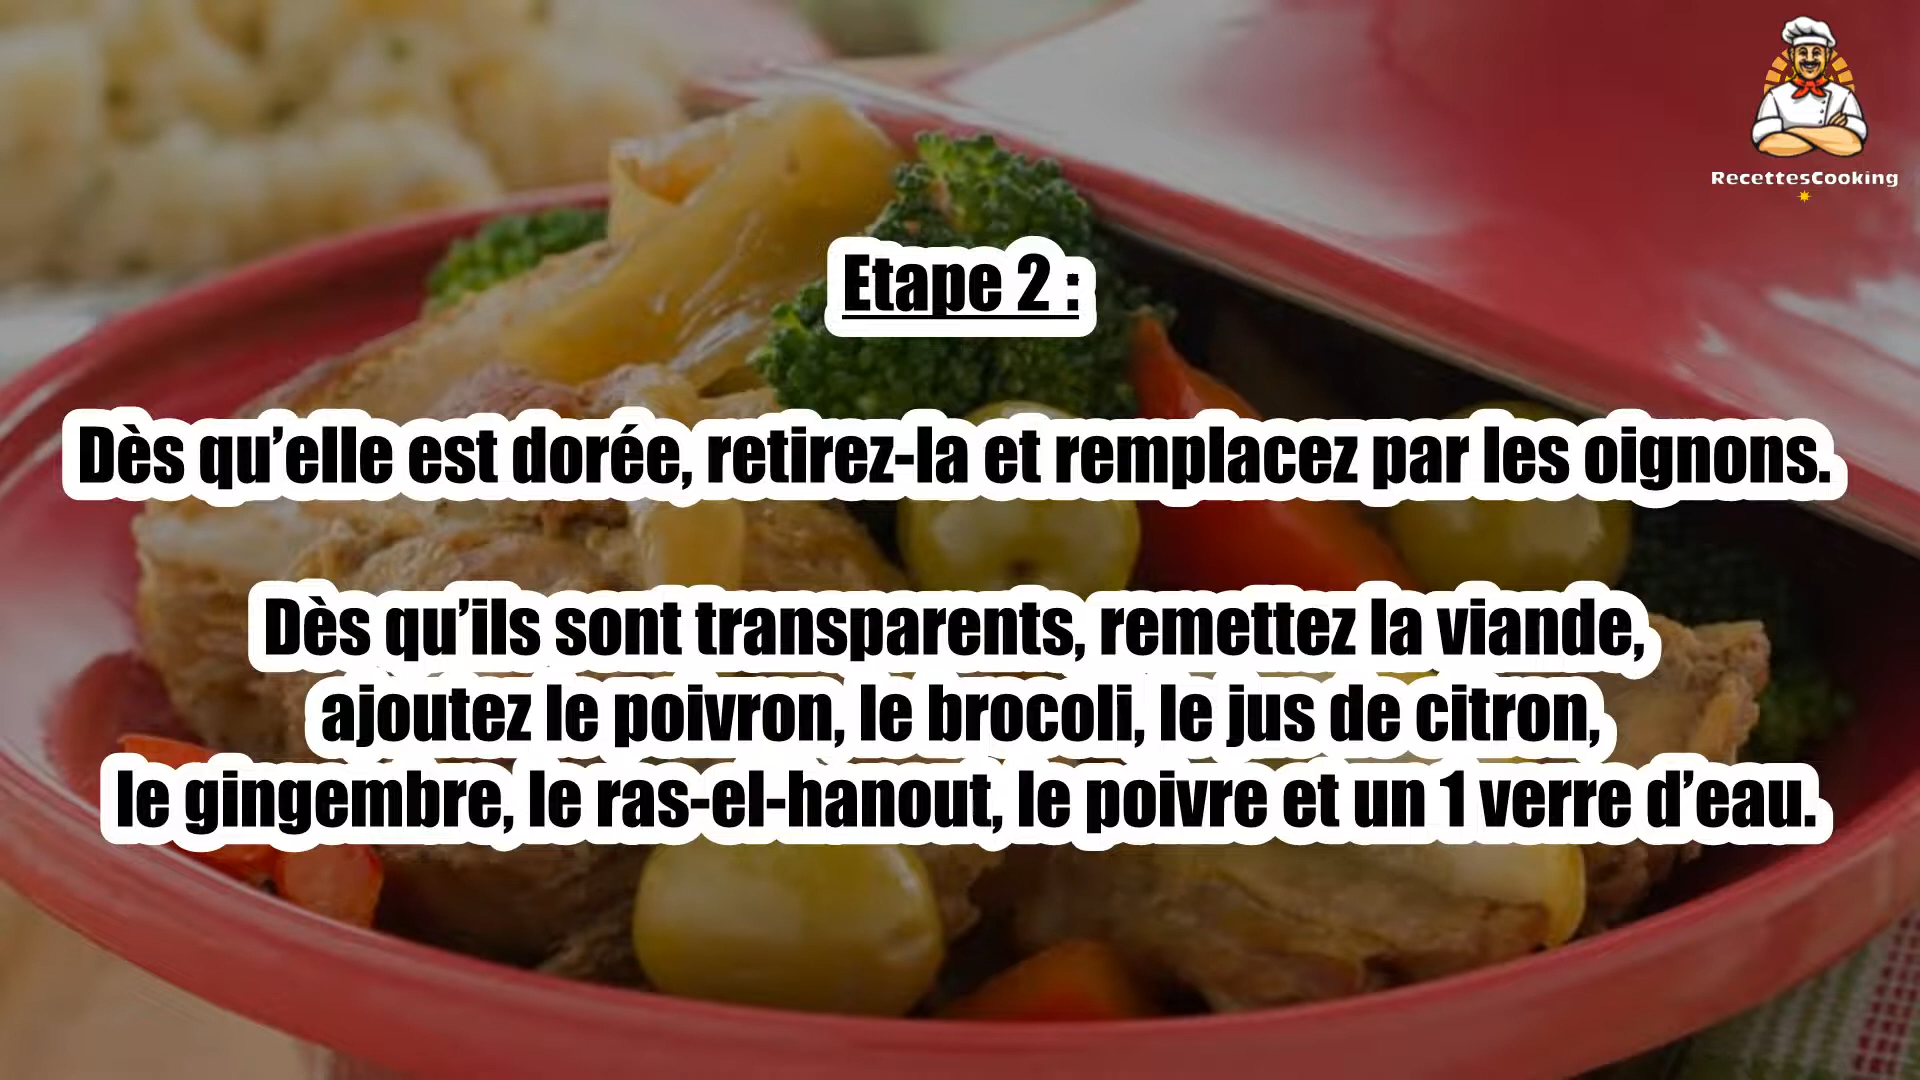 RecettesCooking
Etape 2 :
Dès qu’elle est dorée, retirez-la et remplacez par les oignons.
Dès qu’ils sont transparents, remettez la viande,
ajoutez le poivron, le brocoli, le jus de citron,
le gingembre, le ras-el-hanout, le poivre et un 1 verre d’eau.